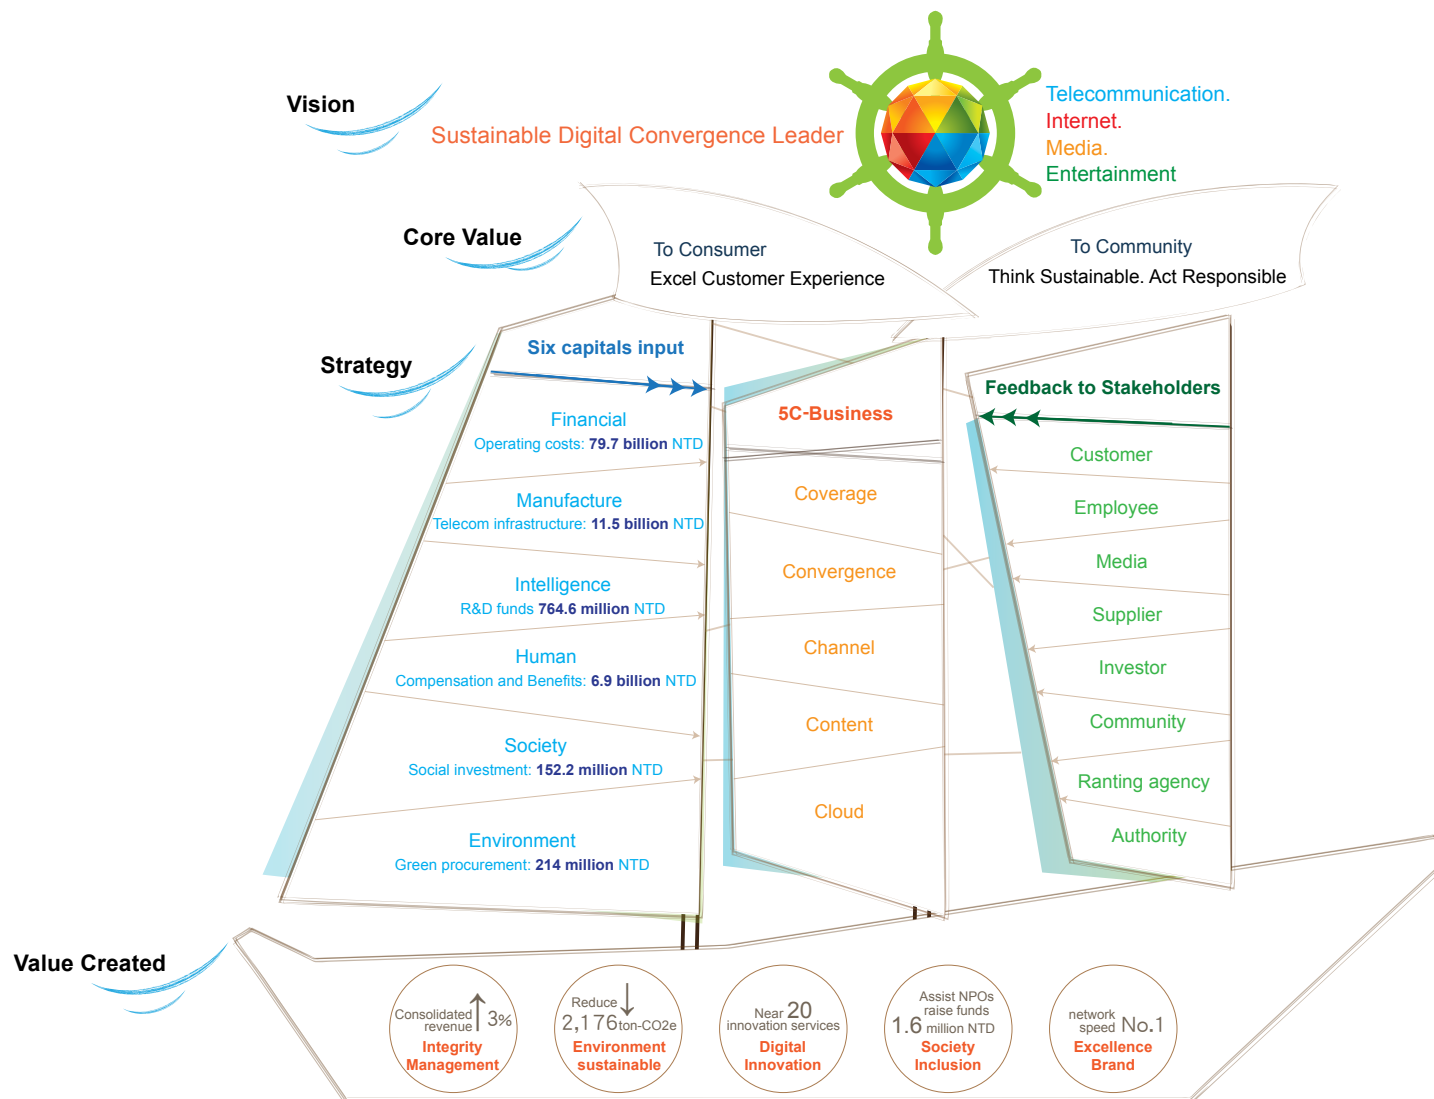 Vision
Sustainable Digital Convergence Leader
Telecommunication.
Internet.
Media.
Entertainment
Core Value
To Consumer
Excel Customer Experience
To Community
Think Sustainable. Act Responsible
Strategy
Six capitals input
Financial
Operating costs: 79.7 billion NTD
Manufacture
Telecom infrastructure: 11.5 billion NTD
Intelligence
R&D funds 764.6 million NTD
Human
Compensation and Benefits: 6.9 billion NTD
Society
Social investment: 152.2 million NTD
Environment
Green procurement: 214 million NTD
5C-Business
Coverage
Convergence
Channel
Content
Cloud
Feedback to Stakeholders
Customer
Employee
Media
Supplier
Investor
Community
Ranting agency
Authority
Value Created
Consolidated
revenue 3%
Integrity
Management
Reduce
2,176 ton-CO2e
Environment
sustainable
Near 20
innovation services
Digital
Innovation
Assist NPOs
raise funds
1.6 million NTD
Society
Inclusion
network
speed No.1
Excellence
Brand